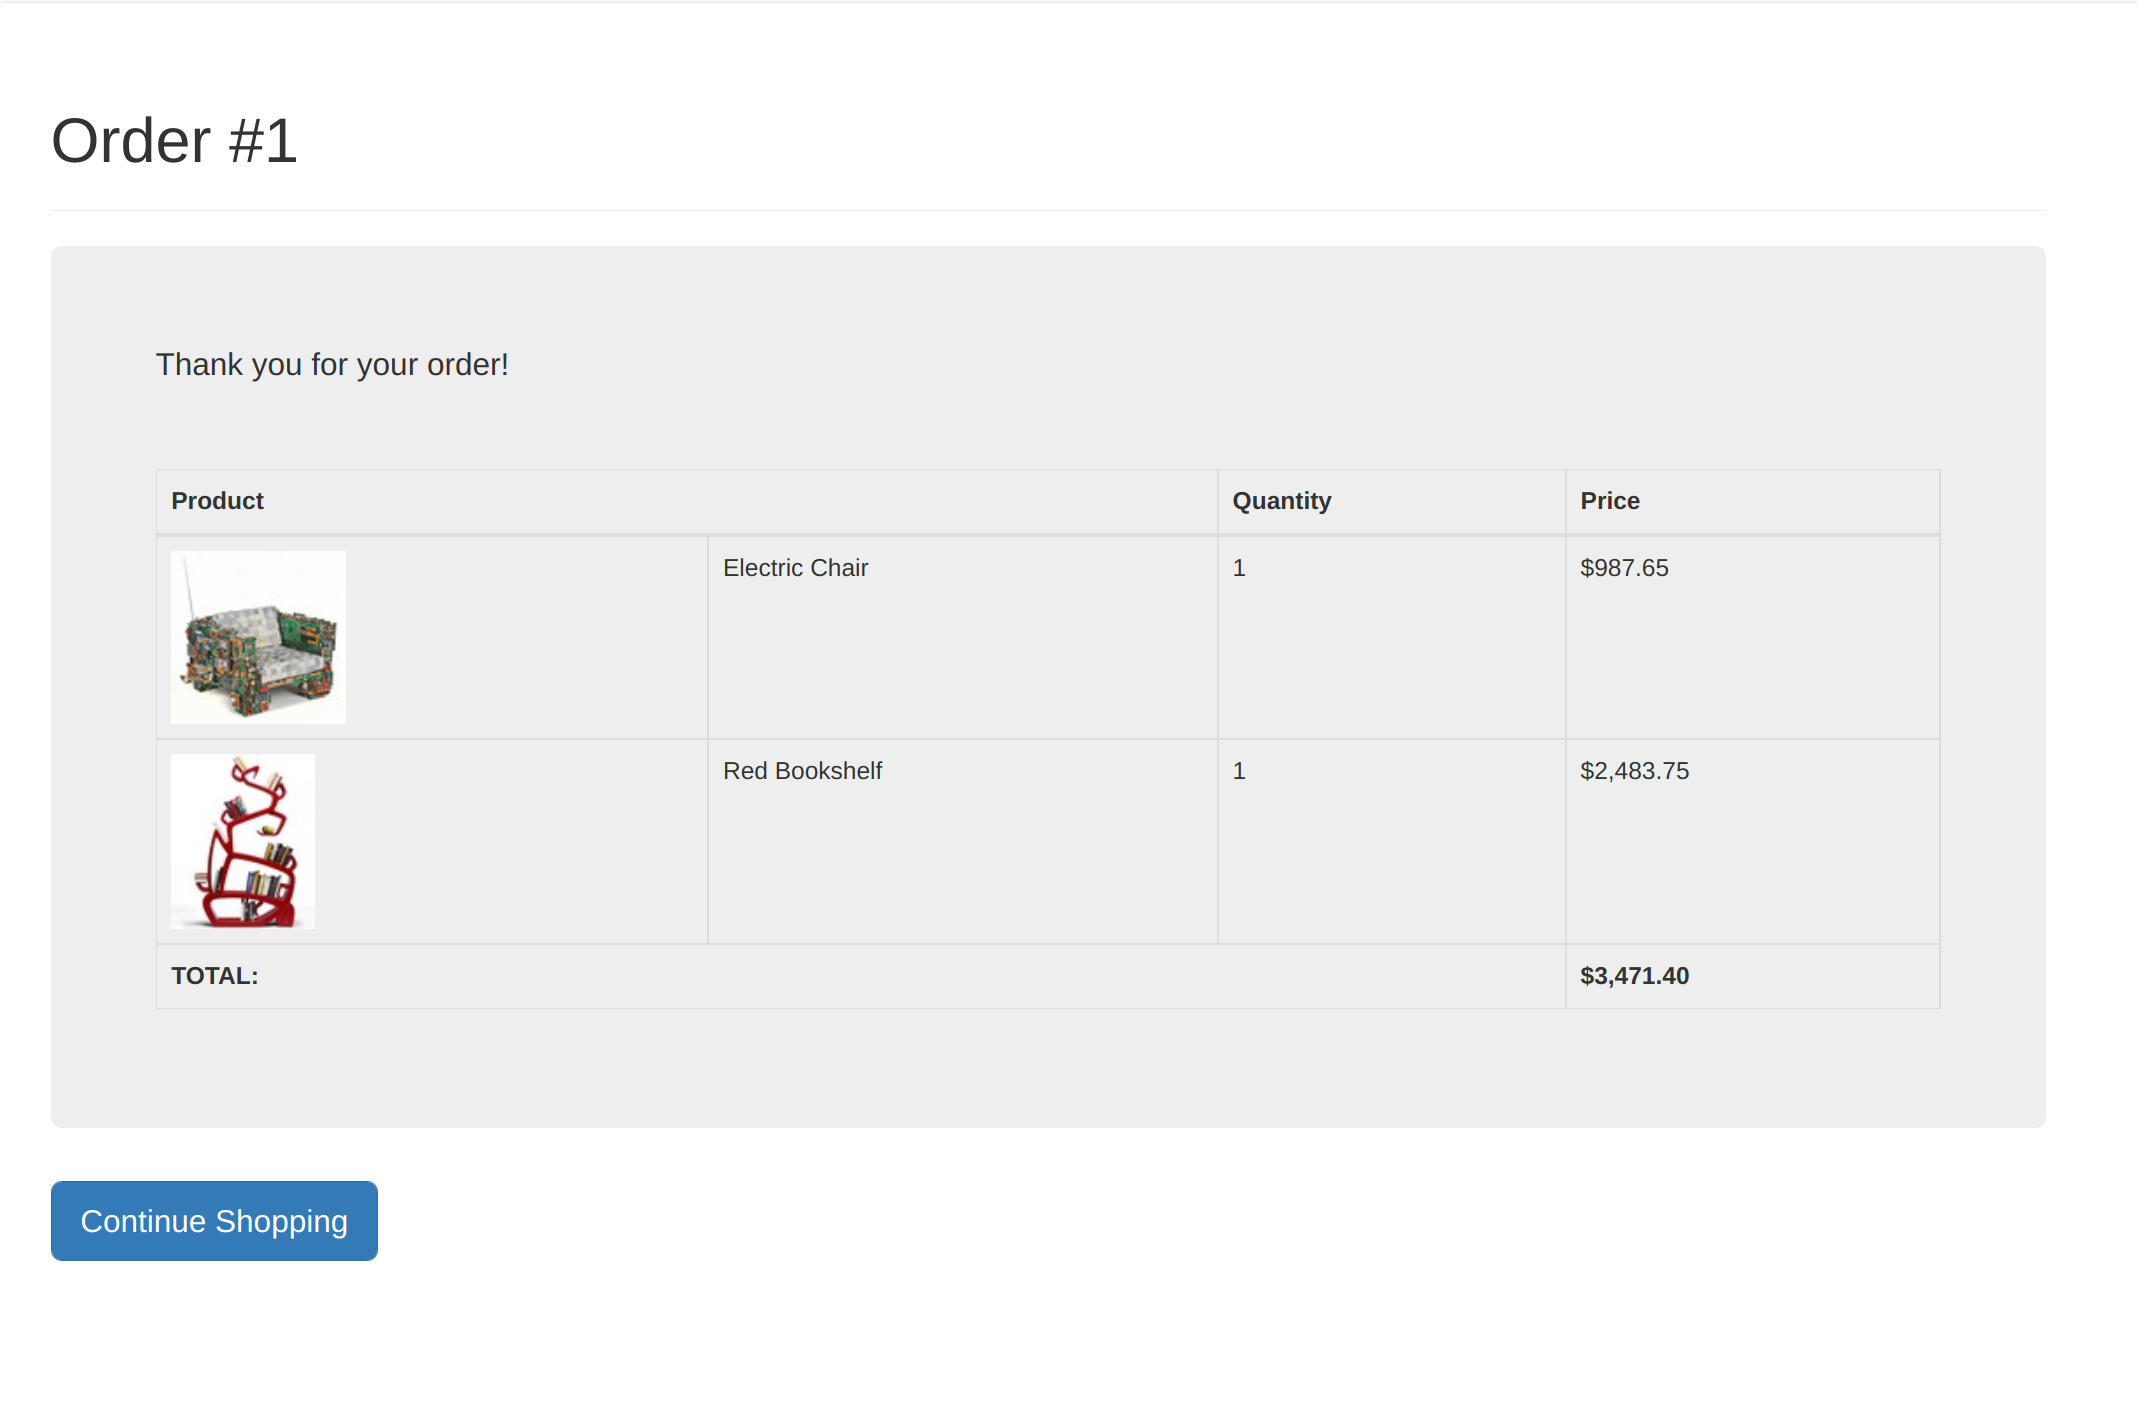 Order #1
Thank you for your order!
Product Quantity Price
Electric Chair 1 $987.65
Red Bookshelf 1 $2,483.75
TOTAL: $3,471.40
Continue Shopping